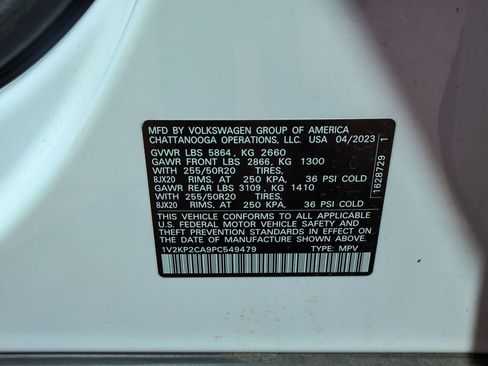 MFD BY VOLKSWAGEN GROUP OF AMERICA
CHATTANOOGA OPERATIONS, LLC. USA 04/2023
GVWR LBS 5864, KG 2660
GAWR FRONT LBS 2866, KG 1300
WITH 255/50R20 TIRES,
8JX20 RIMS, AT 250 KPA, 36 PSI COLD
GAWR REAR LBS 3109, KG 1410
WITH 255/50R20 TIRES,
8JX20 RIMS, AT 250 KPA, 36 PSI COLD
THIS VEHICLE CONFORMS TO ALL APPLICABLE
U.S. FEDERAL MOTOR VEHICLE SAFETY AND
THEFT PREVENTION STANDARDS IN EFFECT
ON THE DATE OF MANUFACTURE SHOWN ABOVE.
1V2KP2CA9PC549479 TYPE: MPV
1628729 1